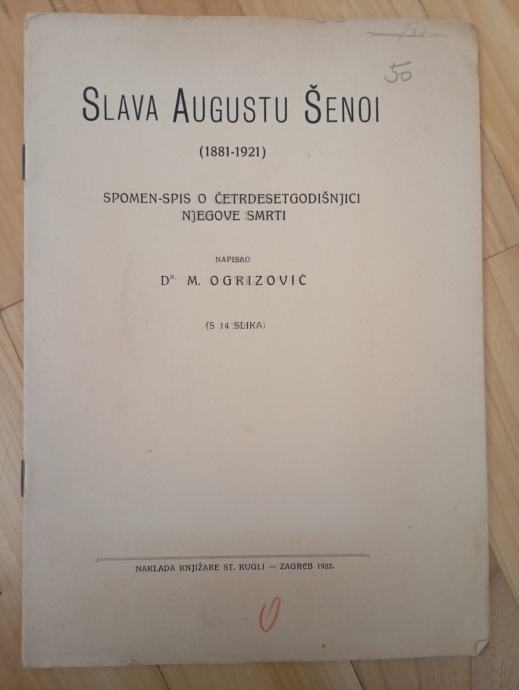 50
SLAVA AUGUSTU ŠENOI
(1881-1921)
SPOMEN-SPIS O ČETRDESETGODIŠNJICI
NJEGOVE SMRTI
NAPISAO
DR. M. OGRIZOVIĆ
(S 14 SLIKA)
NAKLADA KNJIŽARE ST. KUGLI — ZAGREB 1922.